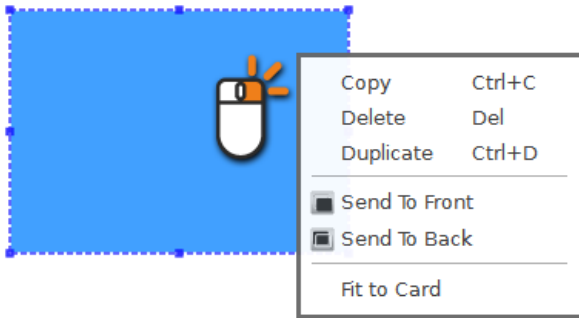 Copy Ctrl+C
Delete Del
Duplicate Ctrl+D
Send To Front
Send To Back
Fit to Card